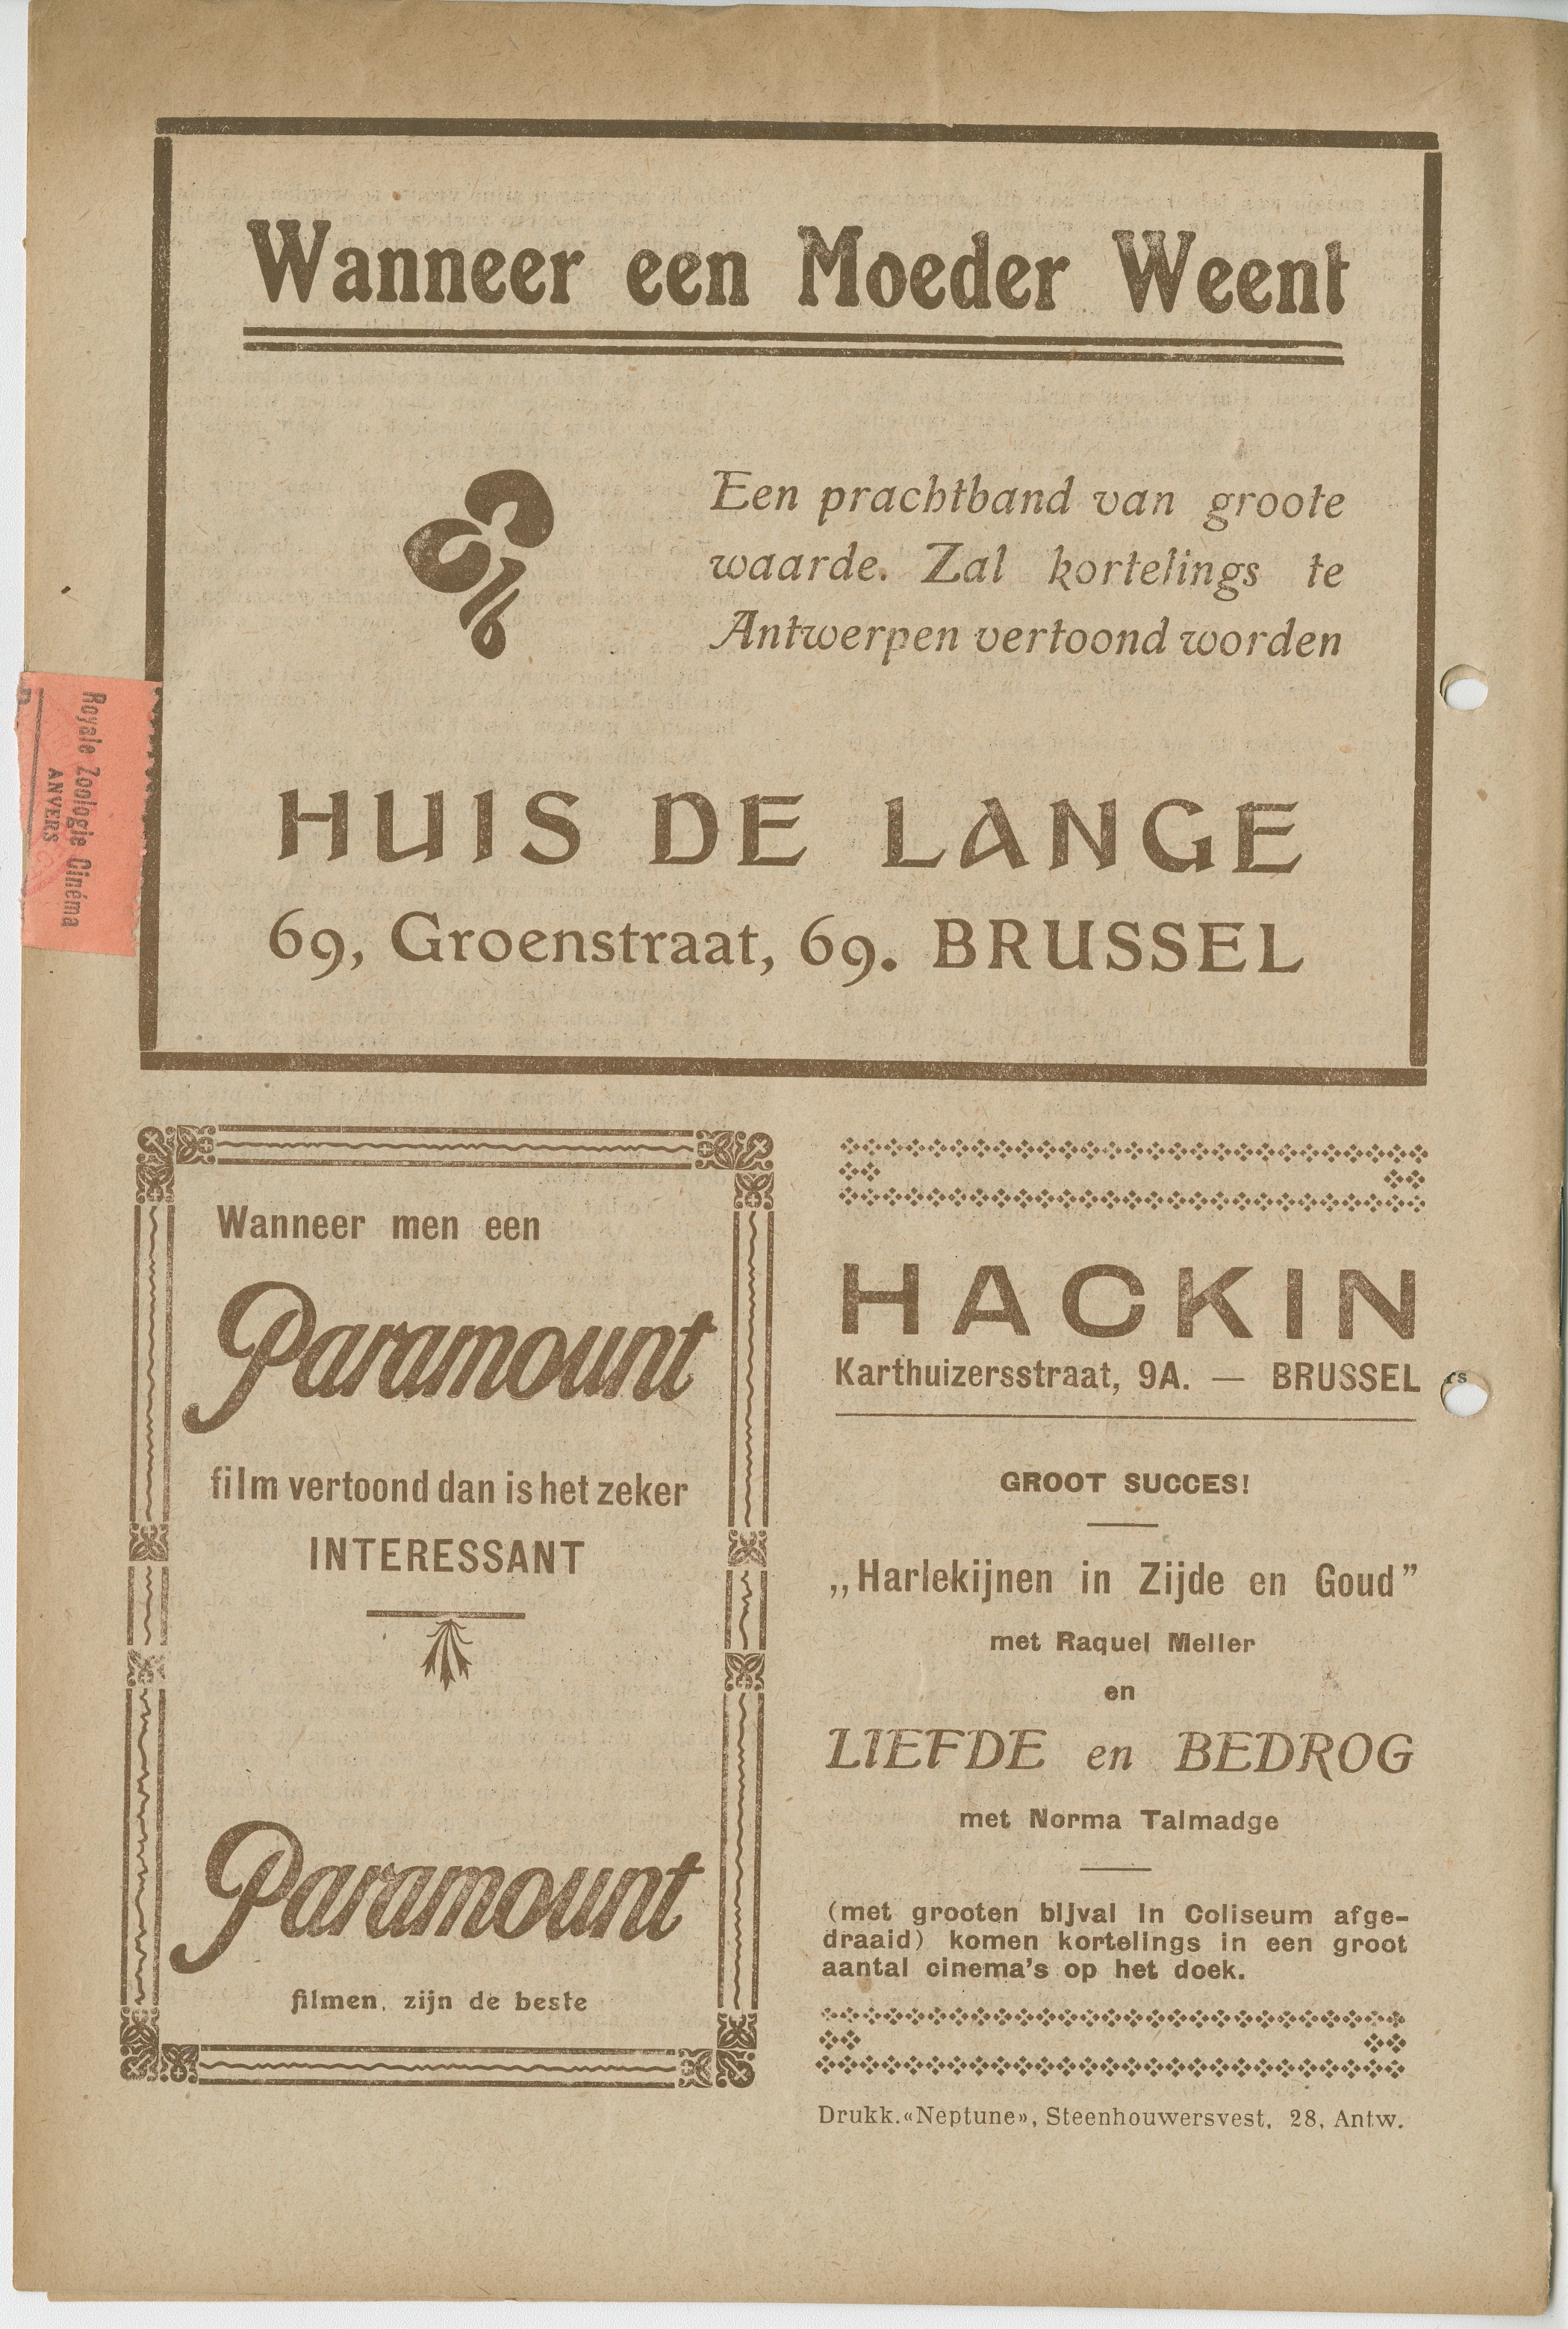 Wanneer een Moeder Weent
Een prachtband van groote
waarde. Zal kortelings te
Antwerpen vertoond worden
HUIS DE LANGE
69, Groenstraat, 69. BRUSSEL
Royale Zoologie Cinéma
ANVERS
Wanneer men een
Paramount
film vertoond dan is het zeker
INTERESSANT
Paramount
filmen, zijn de beste
HACKIN
Karthuizersstraat, 9A. — BRUSSEL
rs
GROOT SUCCES!
„Harlekijnen in Zijde en Goud”
met Raquel Meller
en
LIEFDE en BEDROG
met Norma Talmadge
(met grooten bijval in Coliseum afge-
draaid) komen kortelings in een groot
aantal cinema's op het doek.
Drukk. «Neptune», Steenhouwersvest, 28, Antw.